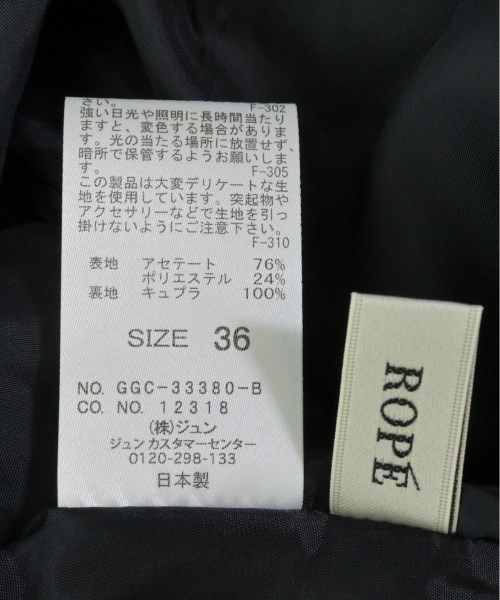 さい。
F-302
強い日光や照明に長時間当たり
ますと、変色する場合がありま
す。光の当たる場所に放置せず、
暗所で保管するようお願いしま
す。
F-305
この製品は大変デリケートな生
地を使用しています。突起物や
アクセサリーなどで生地を引っ
掛けないようにご注意下さい。
F-310
表地 アセテート 76%
ポリエステル 24%
裏地 キュプラ 100%
SIZE 36
NO. GGC-33380-B
CO. NO. 12318
(株)ジュン
ジュンカスタマーセンター
0120-298-133
日本製
ROPÉ